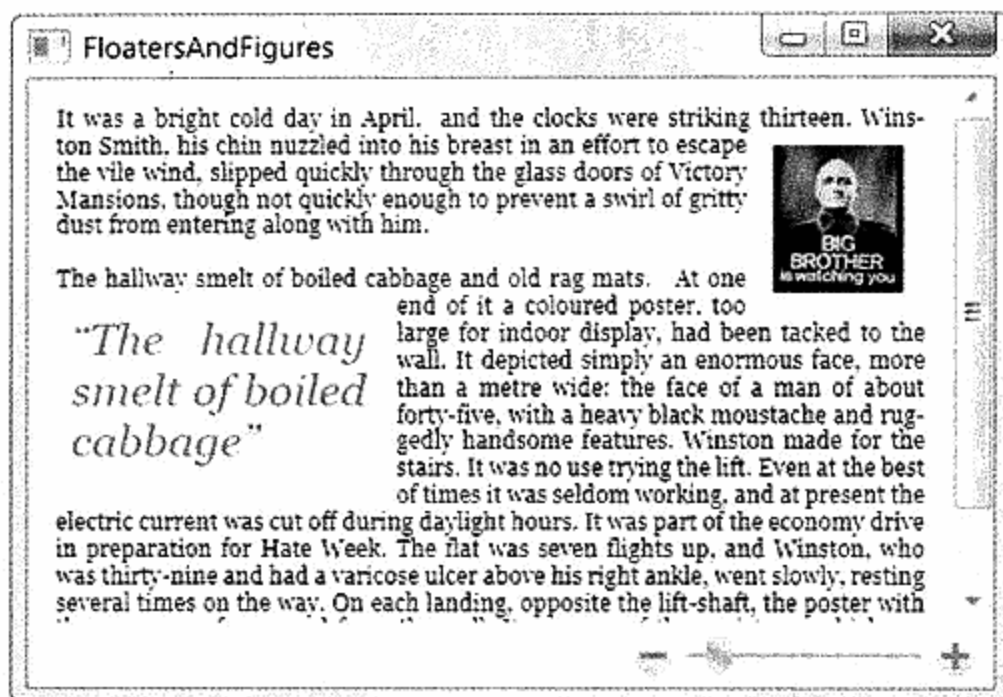 FloatersAndFigures
It was a bright cold day in April, and the clocks were striking thirteen. Wins-
ton Smith, his chin nuzzled into his breast in an effort to escape
the vile wind, slipped quickly through the glass doors of Victory
Mansions, though not quickly enough to prevent a swirl of gritty
dust from entering along with him.
BIG
BROTHER
is watching you
The hallway smelt of boiled cabbage and old rag mats. At one
end of it a coloured poster, too
large for indoor display, had been tacked to the
wall. It depicted simply an enormous face, more
than a metre wide: the face of a man of about
forty-five, with a heavy black moustache and rug-
gedly handsome features. Winston made for the
stairs. It was no use trying the lift. Even at the best
of times it was seldom working, and at present the
"The hallway
smelt of boiled
cabbage"
electric current was cut off during daylight hours. It was part of the economy drive
in preparation for Hate Week. The flat was seven flights up, and Winston, who
was thirty-nine and had a varicose ulcer above his right ankle, went slowly, resting
several times on the way. On each landing, opposite the lift-shaft, the poster with